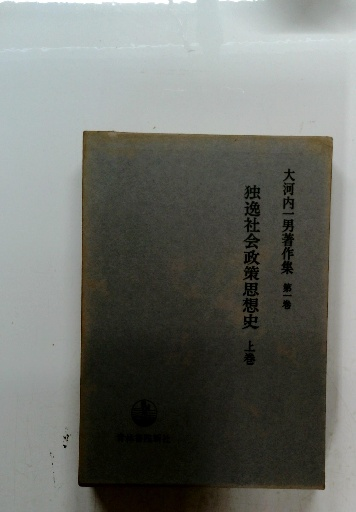 大河内一男著作集 第一巻
独逸社会政策思想史 上巻